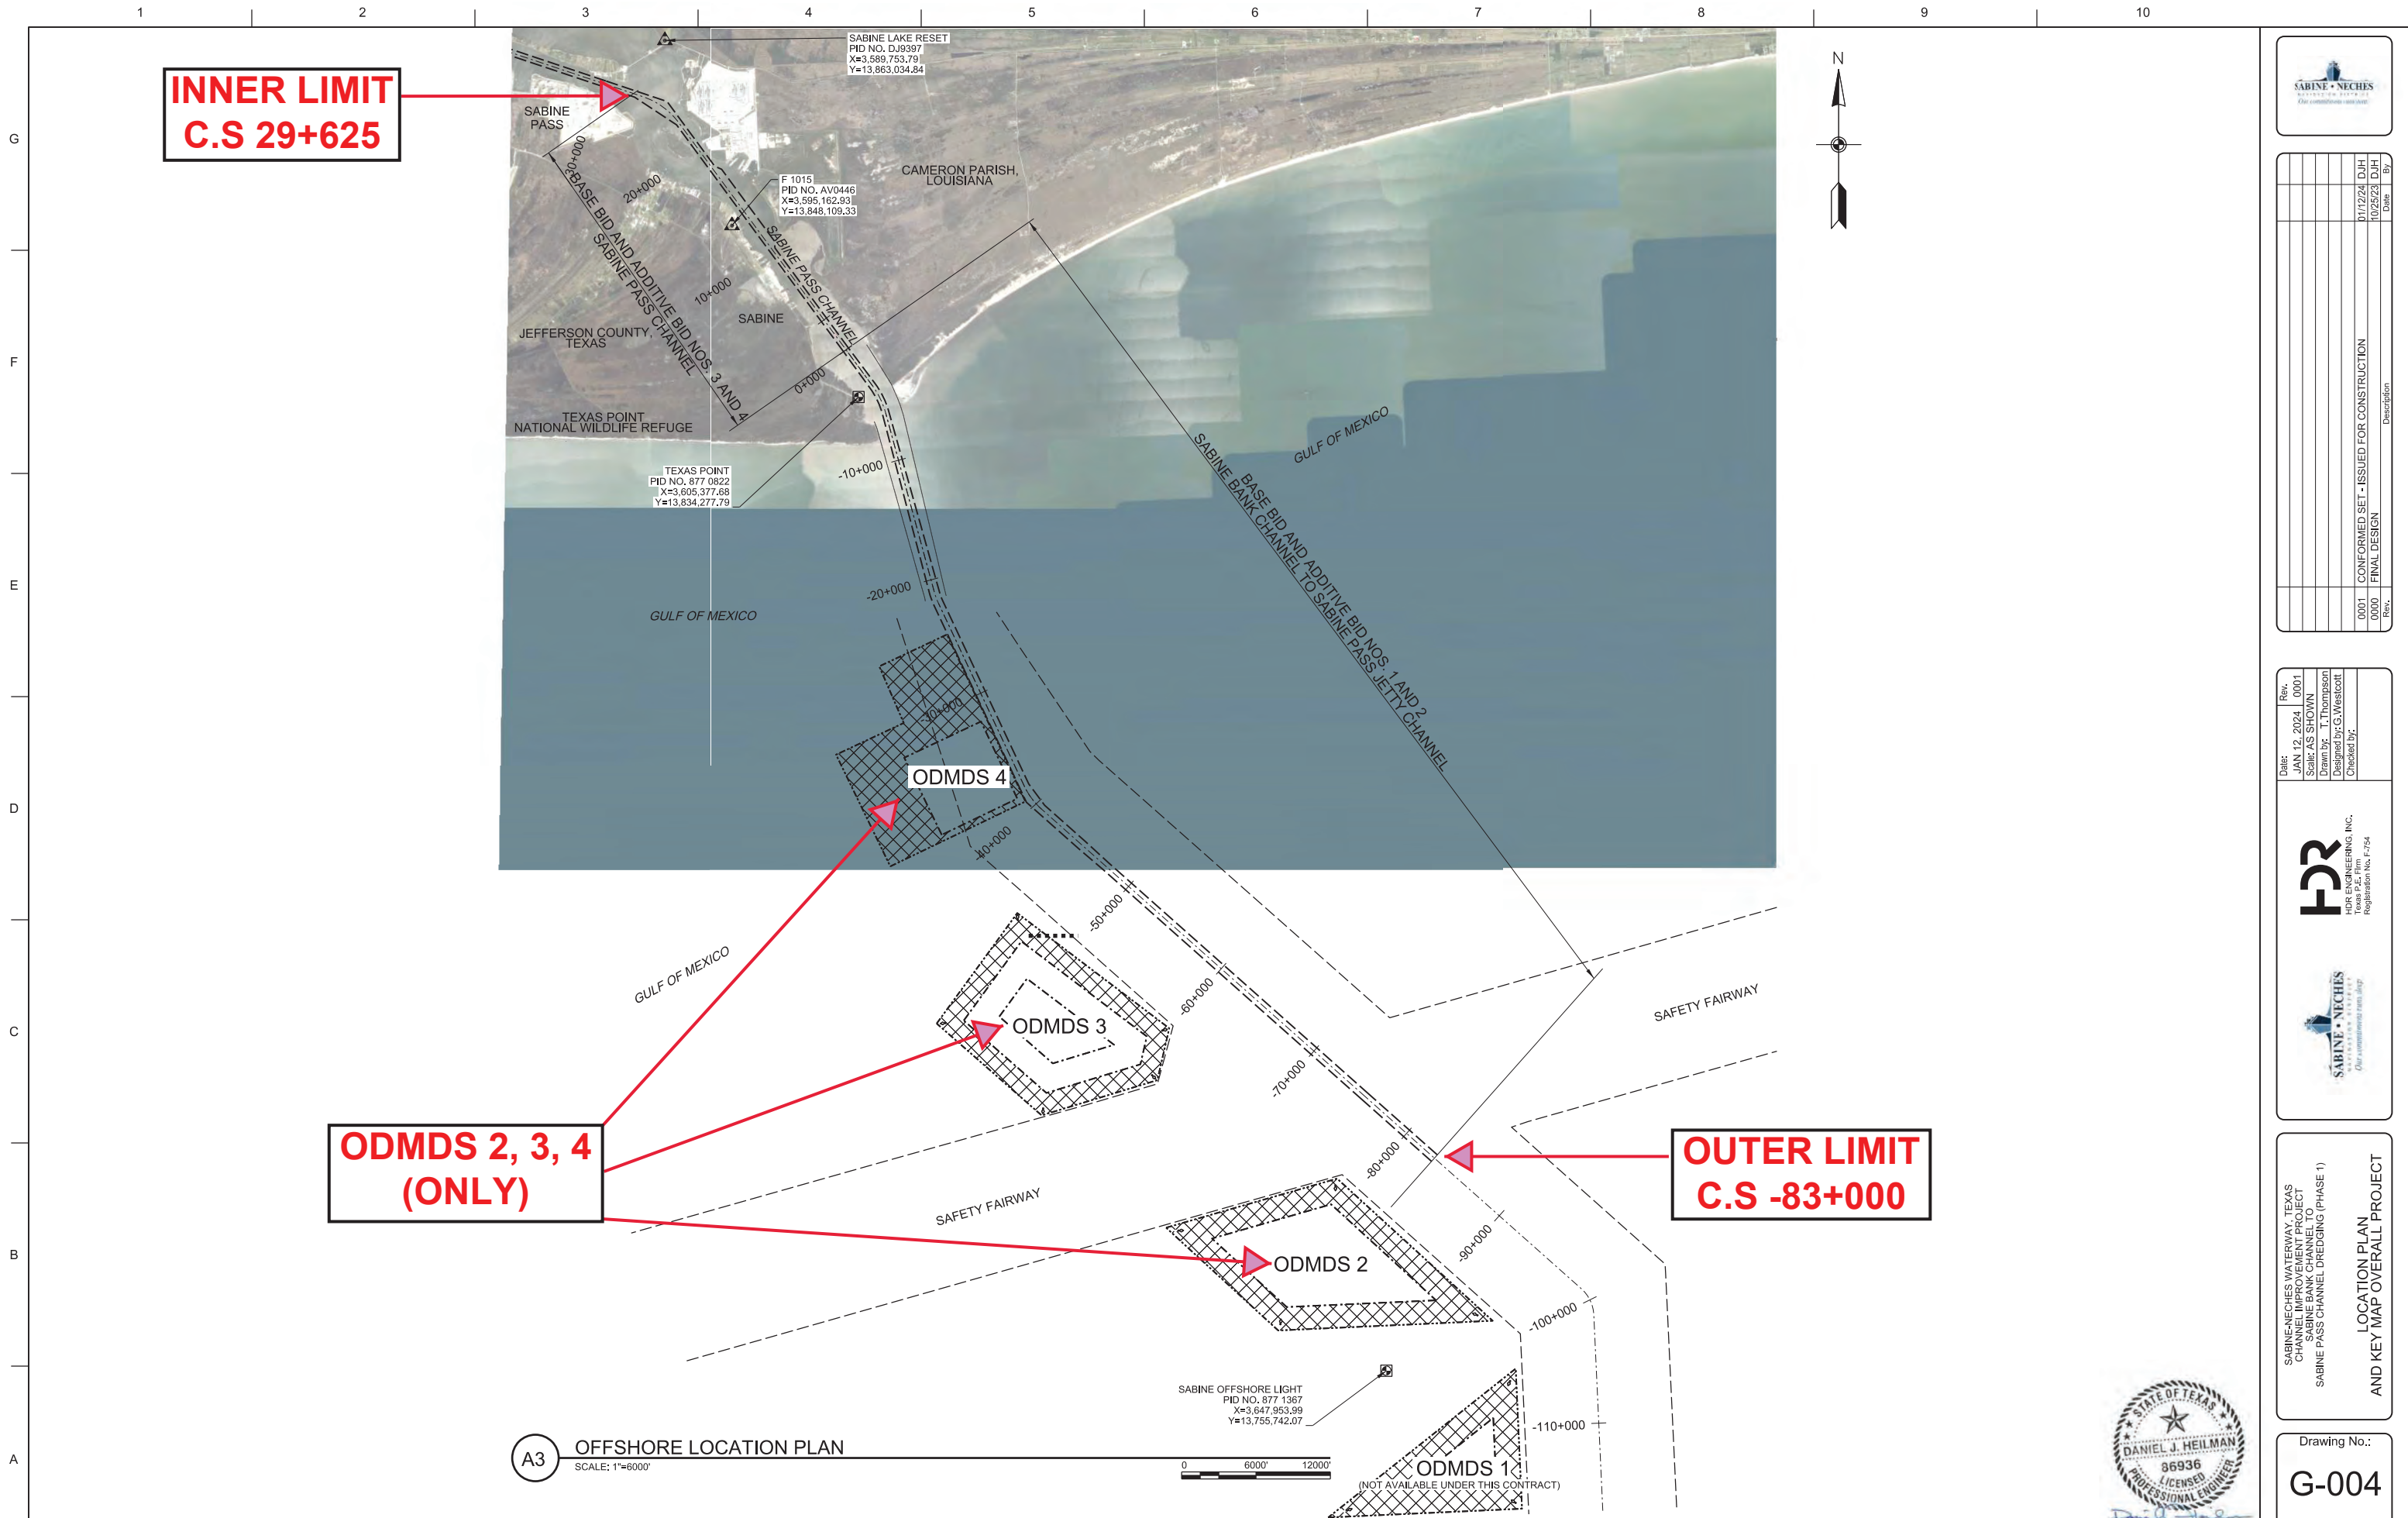 1 2 3 4 5 6 7 8 9 10
G
F
E
D
C
B
A
INNER LIMIT
C.S 29+625
SABINE LAKE RESET
PID NO. DJ9397
X=3,589,753.79
Y=13,863,034.84
SABINE
PASS
F 1015
PID NO. AV0446
X=3,595,162.93
Y=13,848,109.33
CAMERON PARISH,
LOUISIANA
N
20+000
10+000
0+000
BASE BID AND ADDITIVE BID NOS. 3 AND 4
SABINE PASS CHANNEL
SABINE PASS CHANNEL
SABINE
JEFFERSON COUNTY,
TEXAS
TEXAS POINT
NATIONAL WILDLIFE REFUGE
TEXAS POINT
PID NO. 877 0822
X=3,605,377.68
Y=13,834,277.79
-10+000
-20+000
-30+000
-40+000
-50+000
-60+000
-70+000
-80+000
-90+000
-100+000
-110+000
GULF OF MEXICO
GULF OF MEXICO
GULF OF MEXICO
BASE BID AND ADDITIVE BID NOS. 1 AND 2
SABINE BANK CHANNEL TO SABINE PASS JETTY CHANNEL
ODMDS 4
ODMDS 3
ODMDS 2
SAFETY FAIRWAY
SAFETY FAIRWAY
ODMDS 2, 3, 4
(ONLY)
OUTER LIMIT
C.S -83+000
SABINE OFFSHORE LIGHT
PID NO. 877 1367
X=3,647,953.99
Y=13,755,742.07
ODMDS 1
(NOT AVAILABLE UNDER THIS CONTRACT)
A3
OFFSHORE LOCATION PLAN
SCALE: 1"=6000'
0 6000' 12000'
SABINE • NECHES
NAVIGATION DISTRICT
0001 CONFORMED SET - ISSUED FOR CONSTRUCTION 01/12/24 DJH
0000 FINAL DESIGN 10/25/23 DJH
Rev. Description Date By
Date: JAN 12, 2024 Rev. 0001
Scale: AS SHOWN
Drawn by: T.Thompson
Designed by: G.Westcott
Checked by:
HDR
HDR ENGINEERING, INC.
Texas P.E. Firm
Registration No. F-754
SABINE • NECHES
NAVIGATION DISTRICT
SABINE-NECHES WATERWAY, TEXAS
CHANNEL IMPROVEMENT PROJECT
SABINE BANK CHANNEL TO
SABINE PASS CHANNEL DREDGING (PHASE 1)
LOCATION PLAN
AND KEY MAP OVERALL PROJECT
STATE OF TEXAS
DANIEL J. HEILMAN
86936
LICENSED
PROFESSIONAL ENGINEER
Drawing No.:
G-004